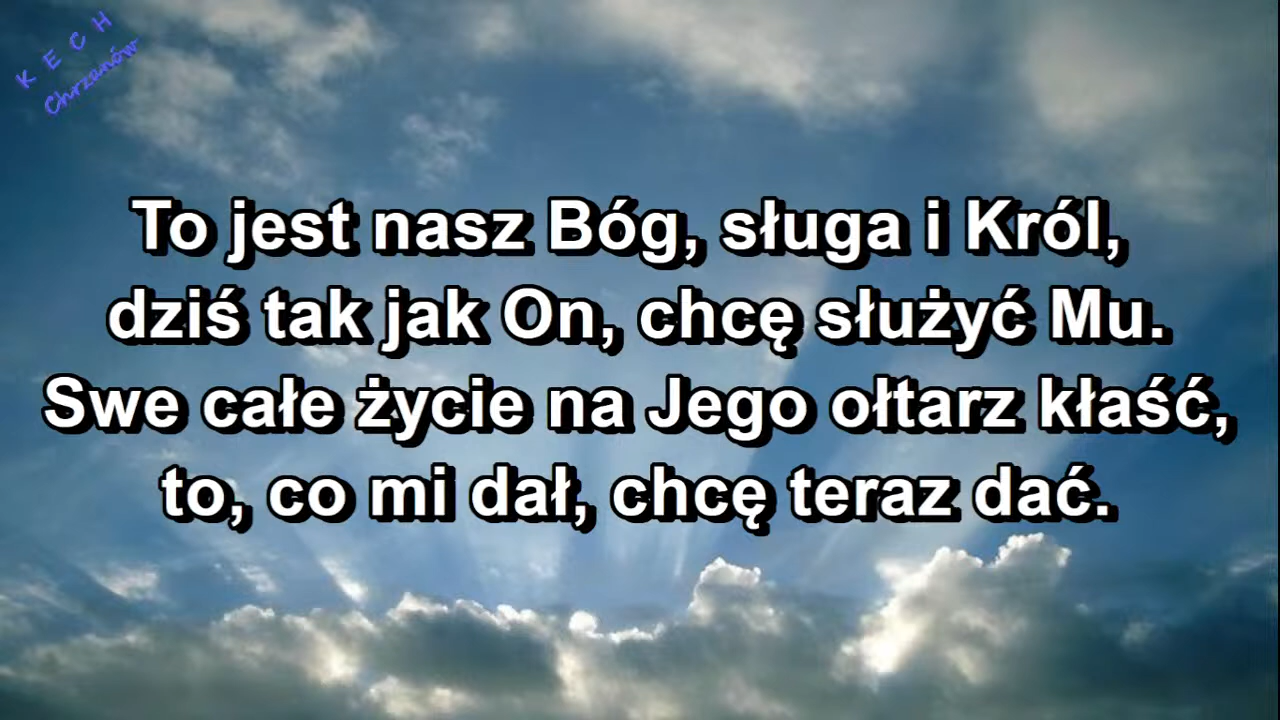 K E C H
Chrzanów
To jest nasz Bóg, sługa i Król,
dziś tak jak On, chcę służyć Mu.
Swe całe życie na Jego ołtarz kłaść,
to, co mi dał, chcę teraz dać.